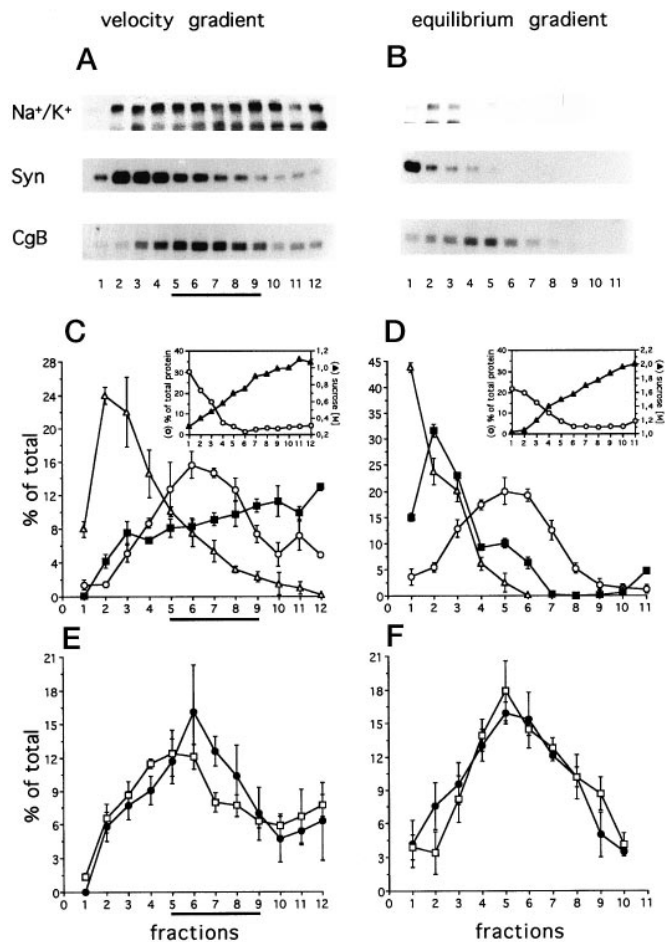 velocity gradient equilibrium gradient
A B
Na⁺/K⁺
Syn
CgB
1 2 3 4 5 6 7 8 9 10 11 12 1 2 3 4 5 6 7 8 9 10 11
C D
% of total
28
24
20
16
12
8
4
0
0 1 2 3 4 5 6 7 8 9 10 11 12
(O) % of total protein
40
30
20
10
0
1 2 3 4 5 6 7 8 9 10 11 12
1,2
1,0
0,8
0,6
0,4
0,2
(▲) sucrose [M]
45
40
35
30
25
20
15
10
5
0
0 1 2 3 4 5 6 7 8 9 10 11
(O) % of total protein
40
30
20
10
0
1 2 3 4 5 6 7 8 9 10 11
2,2
2,0
1,8
1,6
1,4
1,2
1,0
(▲) sucrose [M]
E F
% of total
21
18
15
12
9
6
3
0
0 1 2 3 4 5 6 7 8 9 10 11 12
fractions
21
18
15
12
9
6
3
0
0 1 2 3 4 5 6 7 8 9 10 11
fractions